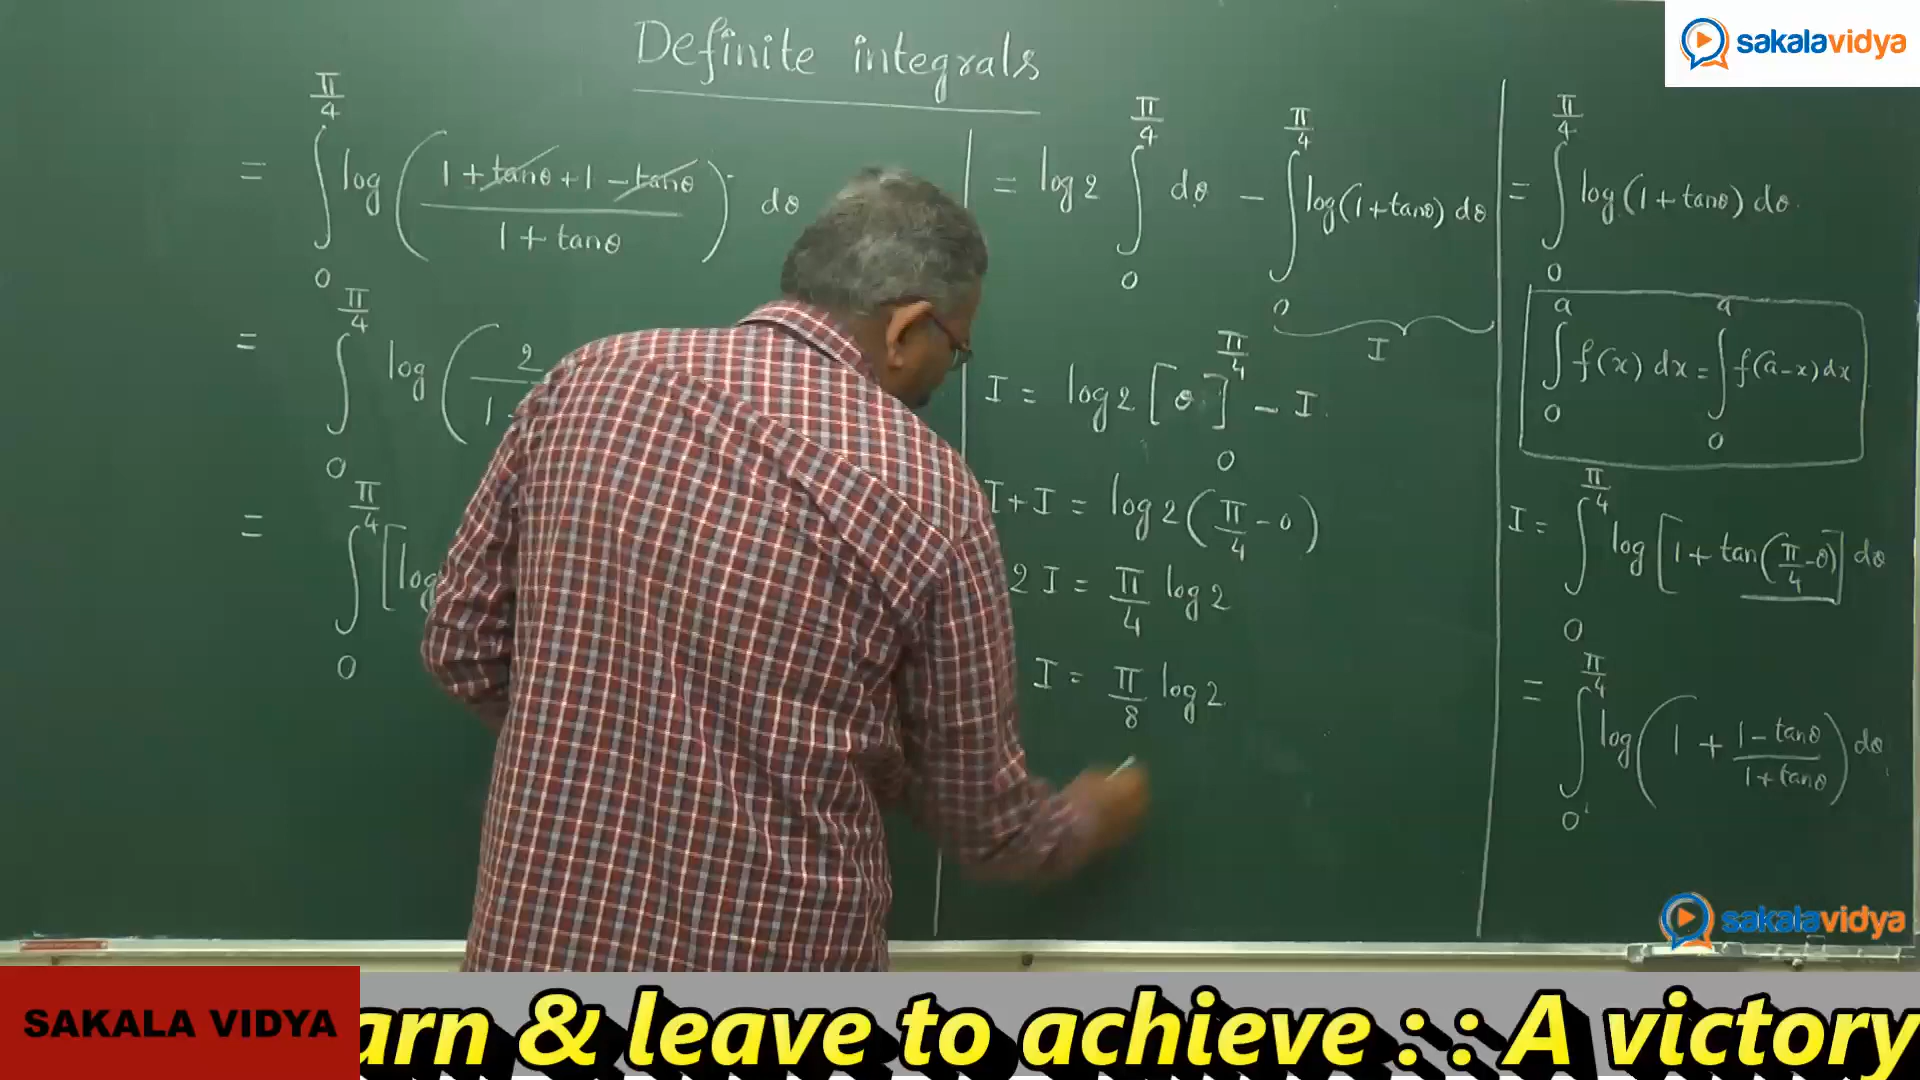 Definite integrals
= ∫₀^{π/4} log((1 + tanθ + 1 - tanθ)/(1 + tanθ)) dθ
= ∫₀^{π/4} log(2/1
= ∫₀^{π/4} [log
= log 2 ∫₀^{π/4} dθ - ∫₀^{π/4} log(1 + tanθ) dθ
I
I = log 2 [θ]₀^{π/4} - I
I + I = log 2 (π/4 - 0)
2I = π/4 log 2
I = π/8 log 2
= ∫₀^{π/4} log(1 + tanθ) dθ
∫₀^a f(x) dx = ∫₀^a f(a-x) dx
I = ∫₀^{π/4} log[1 + tan(π/4 - θ)] dθ
= ∫₀^{π/4} log(1 + (1 - tanθ)/(1 + tanθ)) dθ
sakalavidya
sakalavidya
SAKALA VIDYA
arn & leave to achieve : : A victory